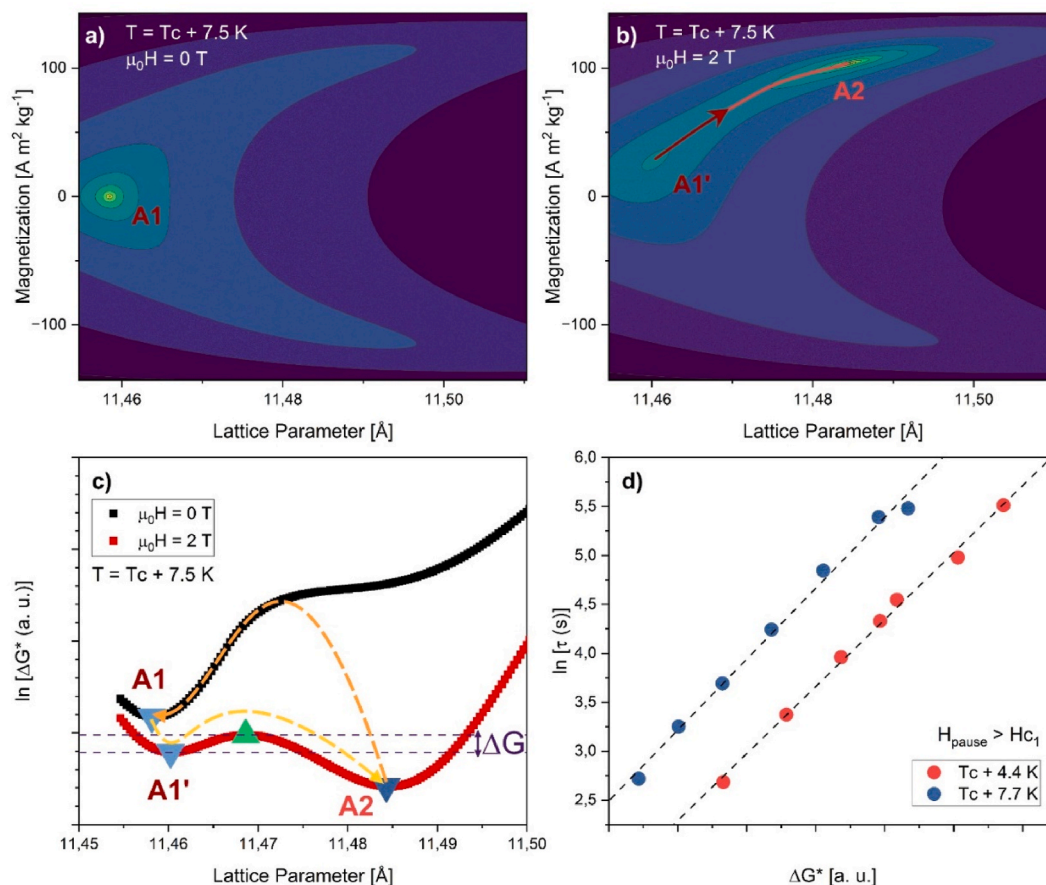 a)
T = Tc + 7.5 K
μ₀H = 0 T
A1
100
0
−100
Magnetization [A m² kg⁻¹]
11,46
11,48
11,50
Lattice Parameter [Å]
b)
T = Tc + 7.5 K
μ₀H = 2 T
A2
A1'
100
0
−100
Magnetization [A m² kg⁻¹]
11,46
11,48
11,50
Lattice Parameter [Å]
c)
μ₀H = 0 T
μ₀H = 2 T
T = Tc + 7.5 K
A1
A1'
A2
ΔG
ln [ΔG* (a. u.)]
11,45
11,46
11,47
11,48
11,49
11,50
Lattice Parameter [Å]
d)
6,0
5,5
5,0
4,5
4,0
3,5
3,0
2,5
ln [τ (s)]
H_pause > Hc₁
Tc + 4.4 K
Tc + 7.7 K
ΔG* [a. u.]